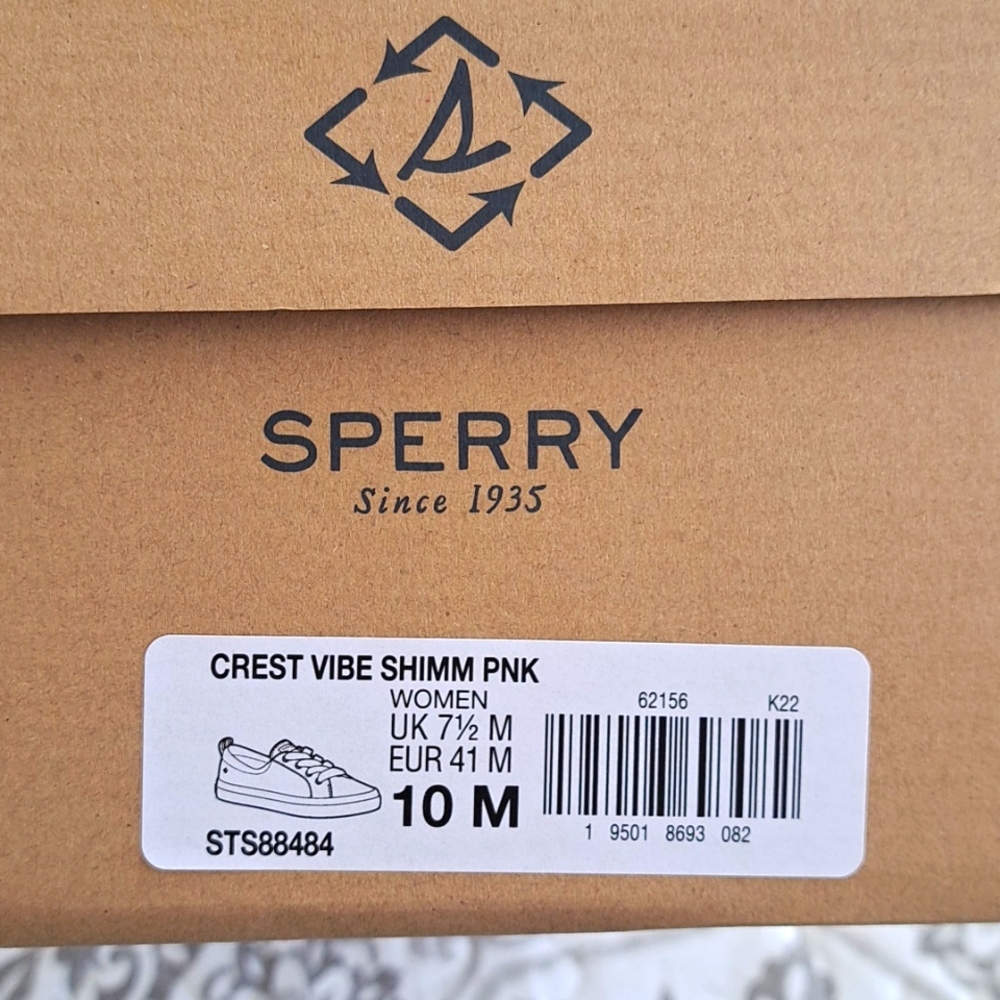 SPERRY
Since 1935
CREST VIBE SHIMM PNK
WOMEN
UK 7½ M
EUR 41 M
10 M
STS88484
62156 K22
1 9501 8693 082